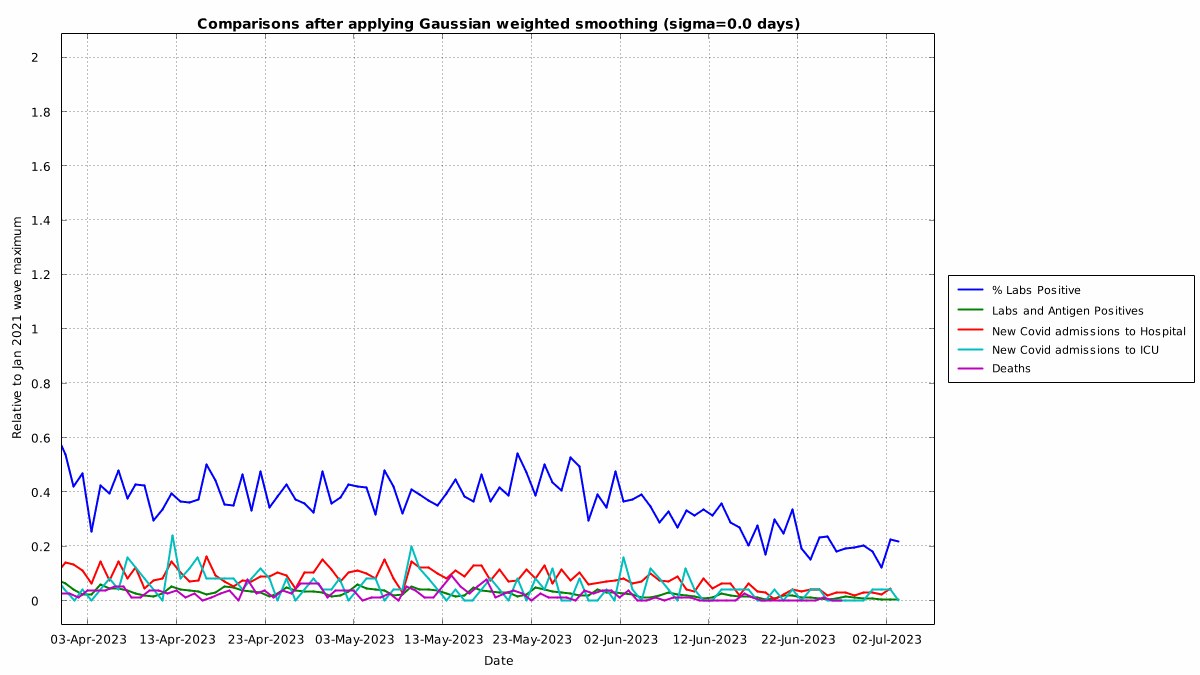 Comparisons after applying Gaussian weighted smoothing (sigma=0.0 days)
2
1.8
1.6
1.4
1.2
1
0.8
0.6
0.4
0.2
0
Relative to Jan 2021 wave maximum
03-Apr-2023 13-Apr-2023 23-Apr-2023 03-May-2023 13-May-2023 23-May-2023 02-Jun-2023 12-Jun-2023 22-Jun-2023 02-Jul-2023
Date
% Labs Positive
Labs and Antigen Positives
New Covid admissions to Hospital
New Covid admissions to ICU
Deaths